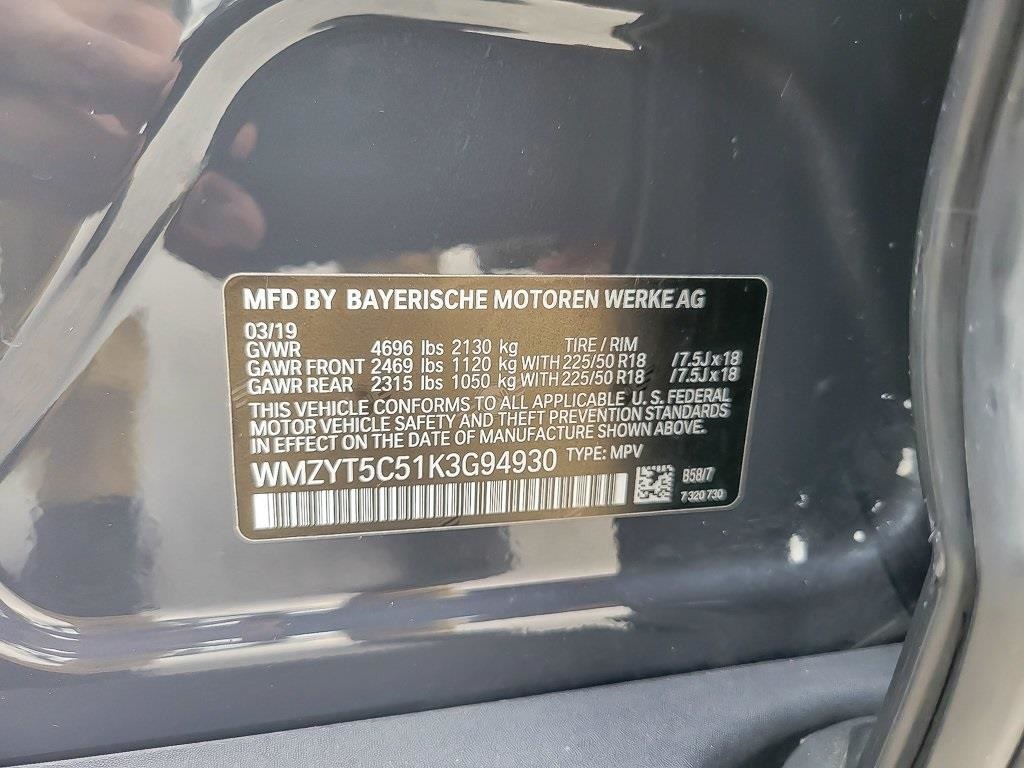 MFD BY BAYERISCHE MOTOREN WERKE AG
03/19
GVWR 4696 lbs 2130 kg TIRE / RIM
GAWR FRONT 2469 lbs 1120 kg WITH 225/50 R18 /7.5J x 18
GAWR REAR 2315 lbs 1050 kg WITH 225/50 R18 /7.5J x 18
THIS VEHICLE CONFORMS TO ALL APPLICABLE U.S. FEDERAL
MOTOR VEHICLE SAFETY AND THEFT PREVENTION STANDARDS
IN EFFECT ON THE DATE OF MANUFACTURE SHOWN ABOVE.
WMZYT5C51K3G94930 TYPE: MPV
B58/7
7 320 730